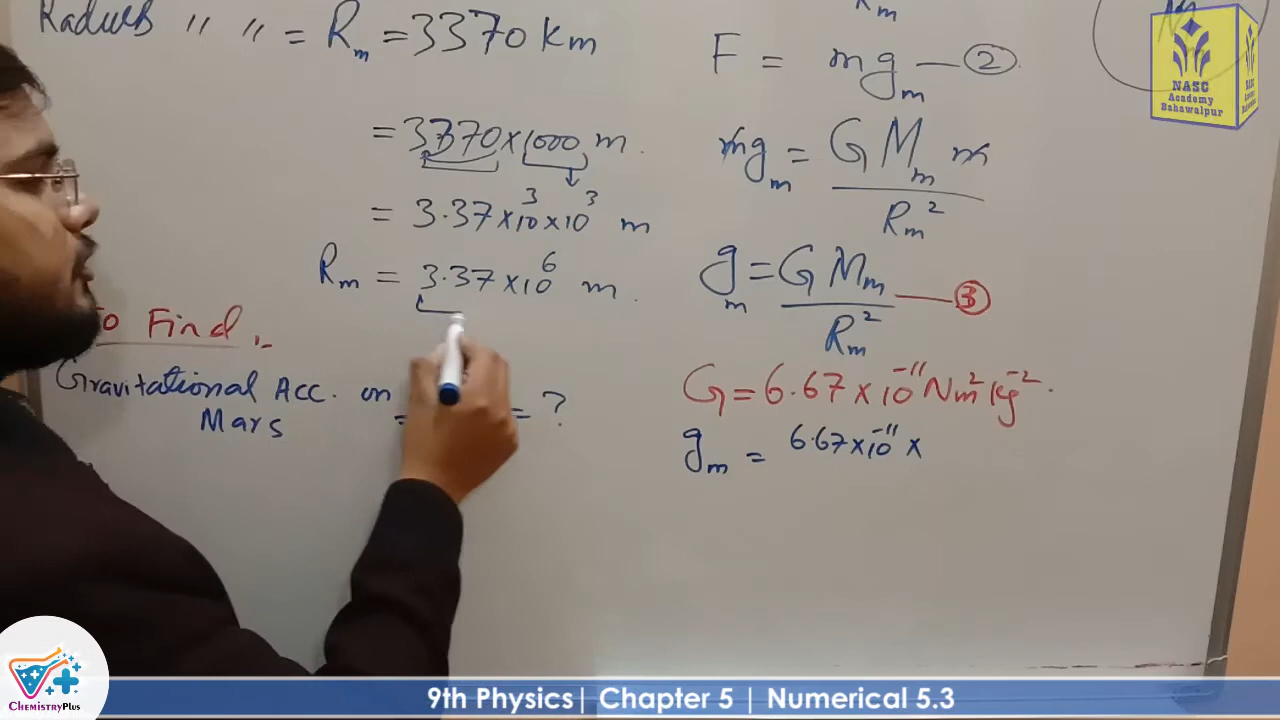 Radius " " = Rm = 3370 Km
= 3370 × 1000 m.
= 3.37 × 10³ × 10³ m
Rm = 3.37 × 10⁶ m.
To Find :-
Gravitational Acc. on
Mars
= = ?
Rm
F = mgm — ②
mgm = G Mm m
Rm²
gm = G Mm — ③
Rm²
G = 6.67 × 10⁻¹¹ Nm² Kg⁻².
gm = 6.67 × 10⁻¹¹ ×
NASC
Academy
Bahawalpur
ChemistryPlus
9th Physics| Chapter 5 | Numerical 5.3